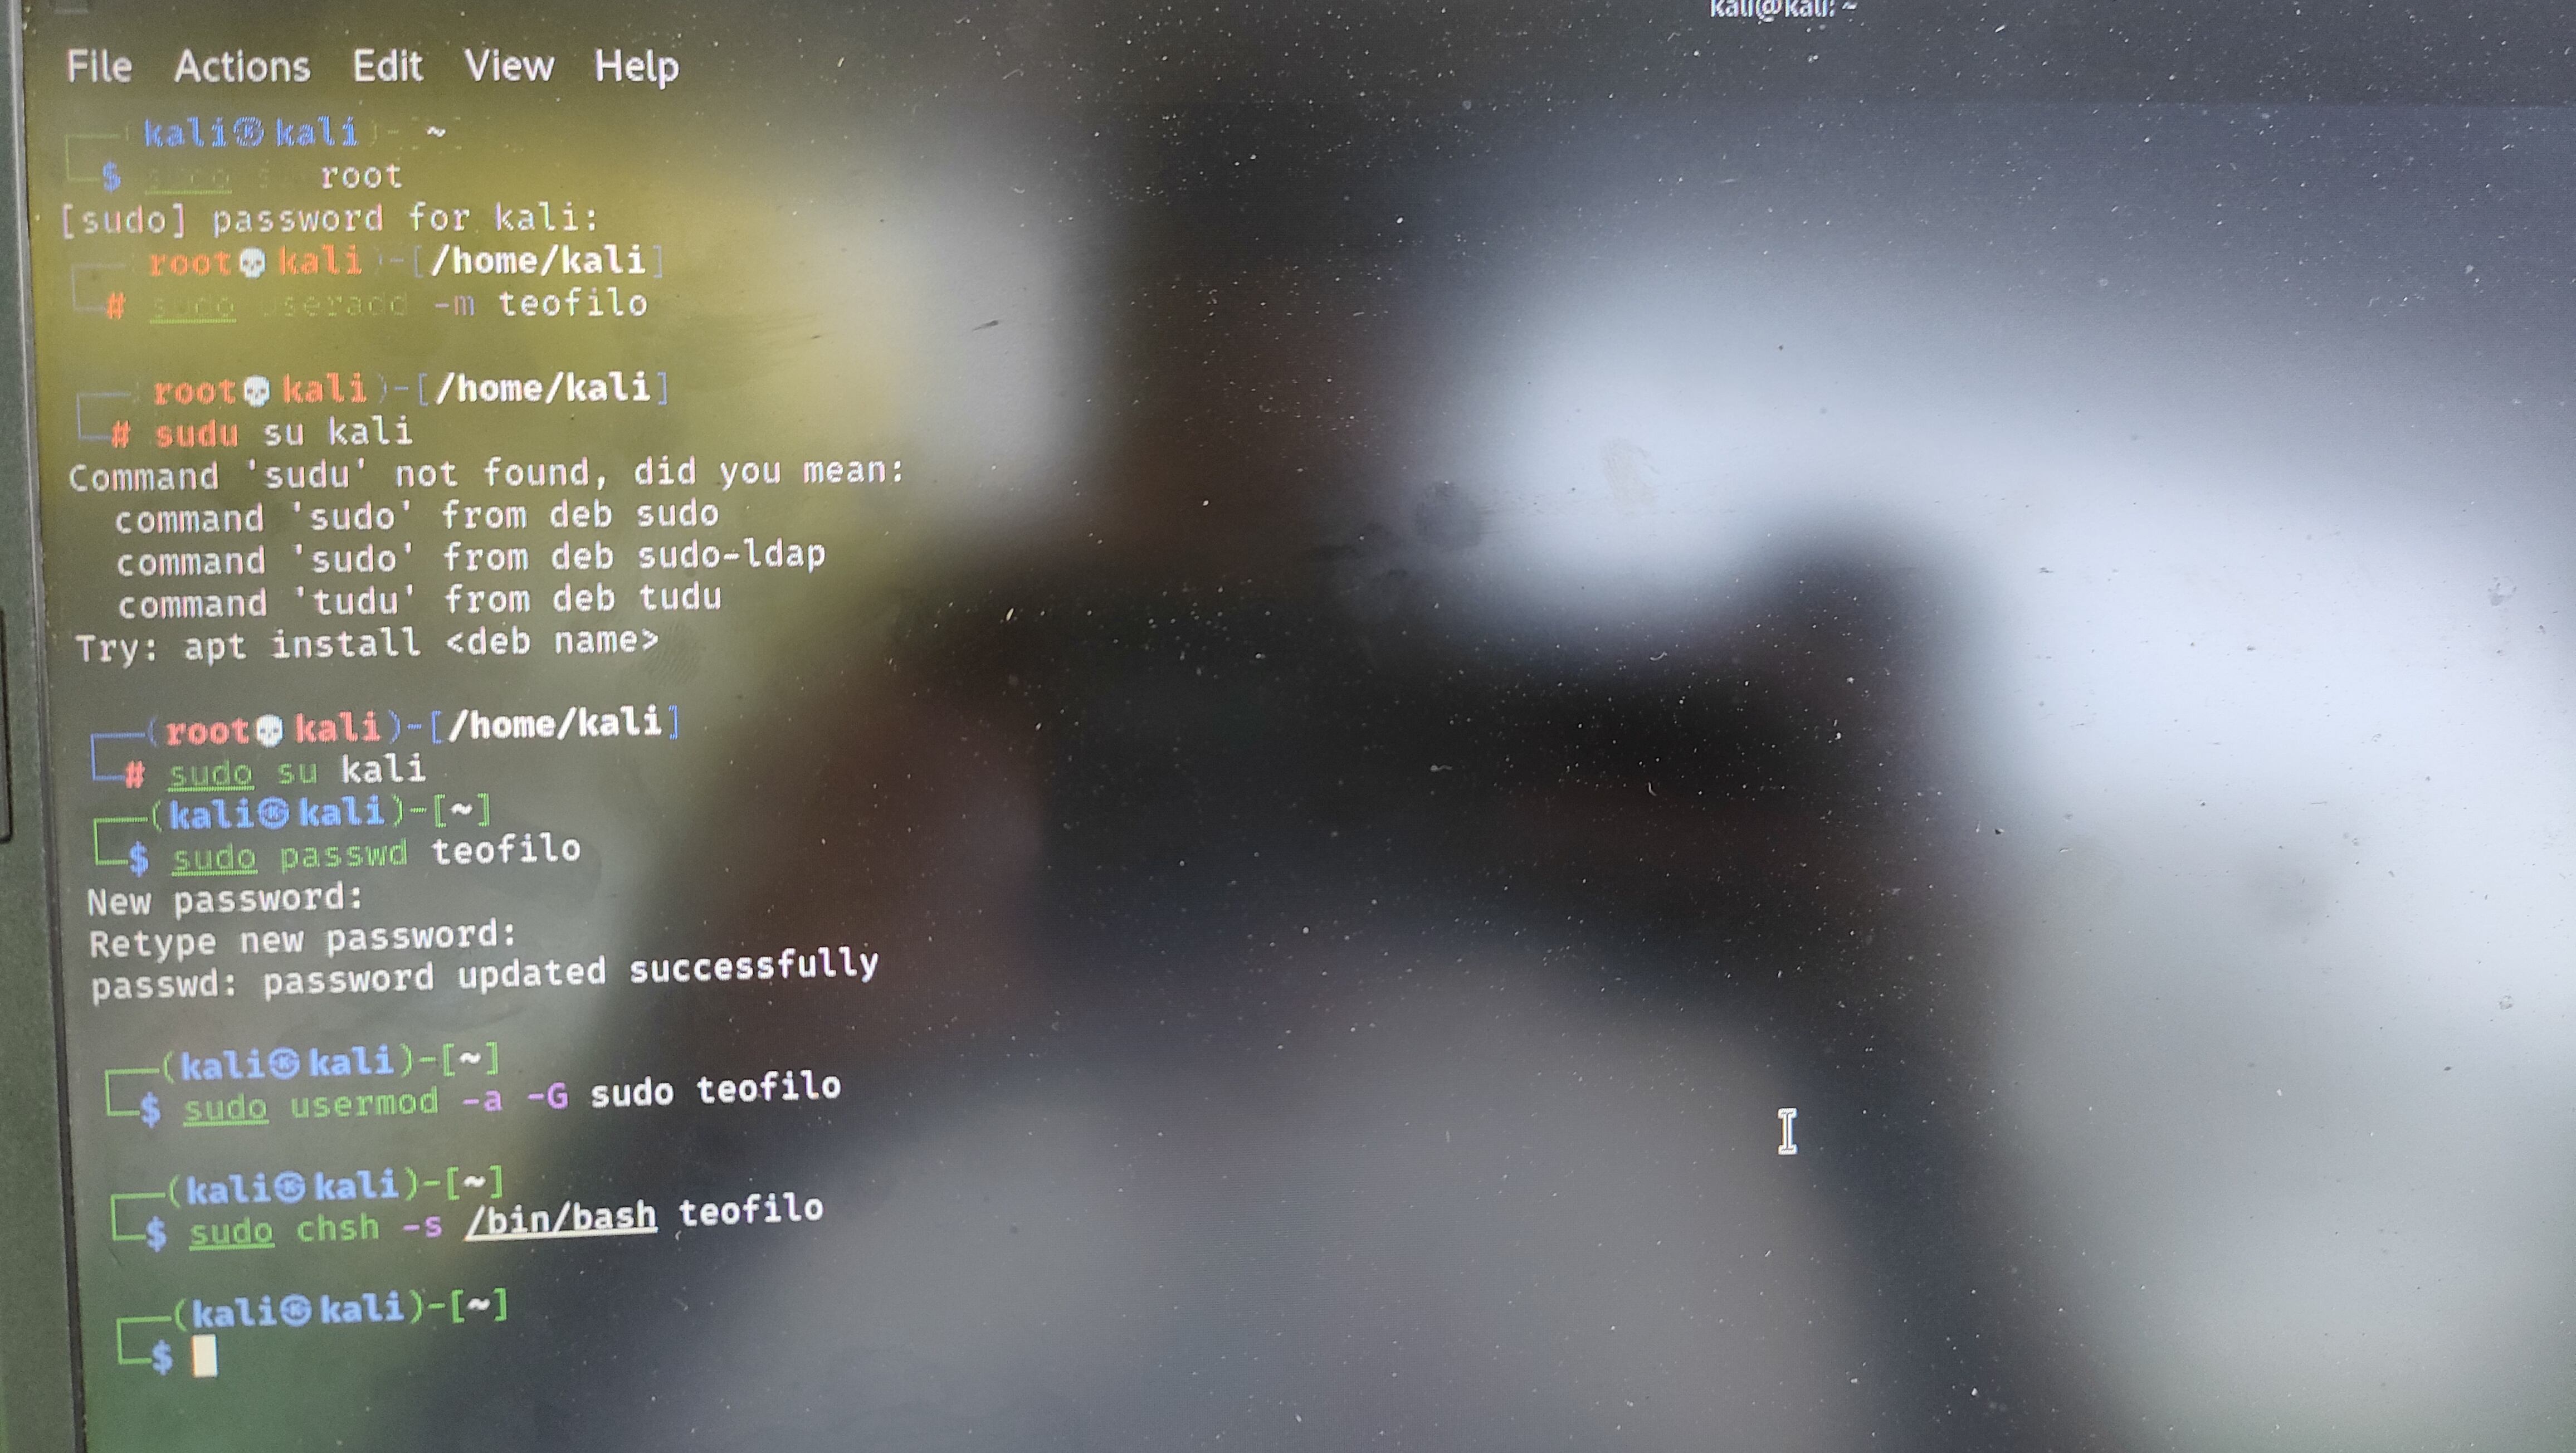 kali@kali: ~
File Actions Edit View Help
┌──(kali㉿kali)-[~]
└─$ sudo su root
[sudo] password for kali:
┌──(root💀kali)-[/home/kali]
└─# sudo useradd -m teofilo
┌──(root💀kali)-[/home/kali]
└─# sudu su kali
Command 'sudu' not found, did you mean:
command 'sudo' from deb sudo
command 'sudo' from deb sudo-ldap
command 'tudu' from deb tudu
Try: apt install <deb name>
┌──(root💀kali)-[/home/kali]
└─# sudo su kali
┌──(kali㉿kali)-[~]
└─$ sudo passwd teofilo
New password:
Retype new password:
passwd: password updated successfully
┌──(kali㉿kali)-[~]
└─$ sudo usermod -a -G sudo teofilo
┌──(kali㉿kali)-[~]
└─$ sudo chsh -s /bin/bash teofilo
┌──(kali㉿kali)-[~]
└─$